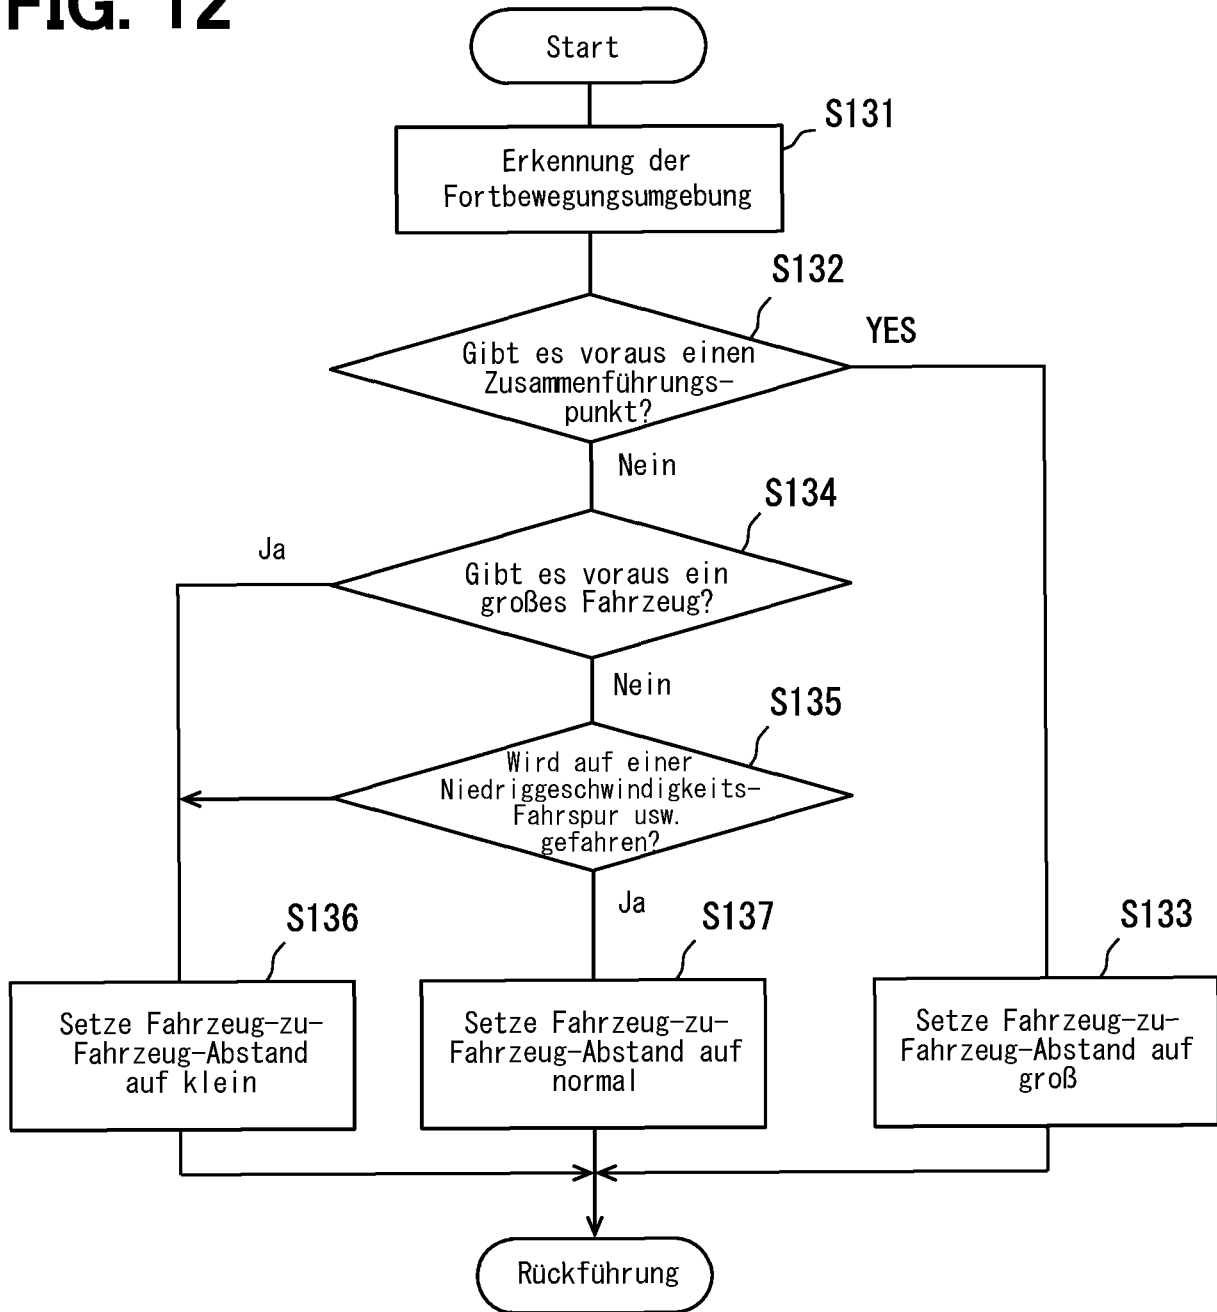 FIG. 12
Start
S131
Erkennung der
Fortbewegungsumgebung
S132
YES
Gibt es voraus einen
Zusammenführungs-
punkt?
Nein
S134
Ja
Gibt es voraus ein
großes Fahrzeug?
Nein
S135
Wird auf einer
Niedriggeschwindigkeits-
Fahrspur usw.
gefahren?
Ja
S136
S137
S133
Setze Fahrzeug-zu-
Fahrzeug-Abstand
auf klein
Setze Fahrzeug-zu-
Fahrzeug-Abstand auf
normal
Setze Fahrzeug-zu-
Fahrzeug-Abstand auf
groß
Rückführung